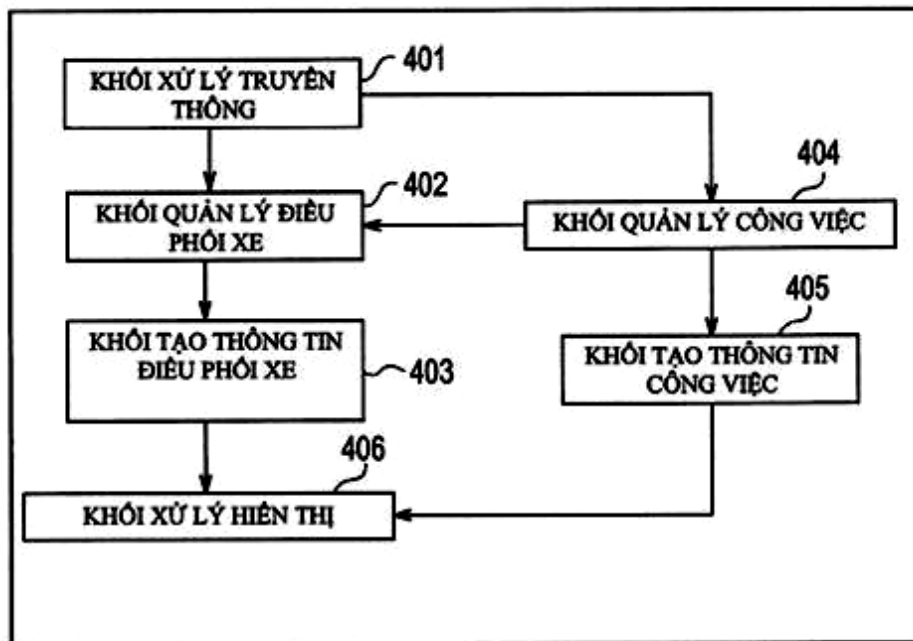 KHỐI XỬ LÝ TRUYỀN
THÔNG
401
KHỐI QUẢN LÝ ĐIỀU
PHỐI XE
402
KHỐI QUẢN LÝ CÔNG VIỆC
404
KHỐI TẠO THÔNG TIN
ĐIỀU PHỐI XE
403
KHỐI TẠO THÔNG TIN
CÔNG VIỆC
405
KHỐI XỬ LÝ HIỂN THỊ
406